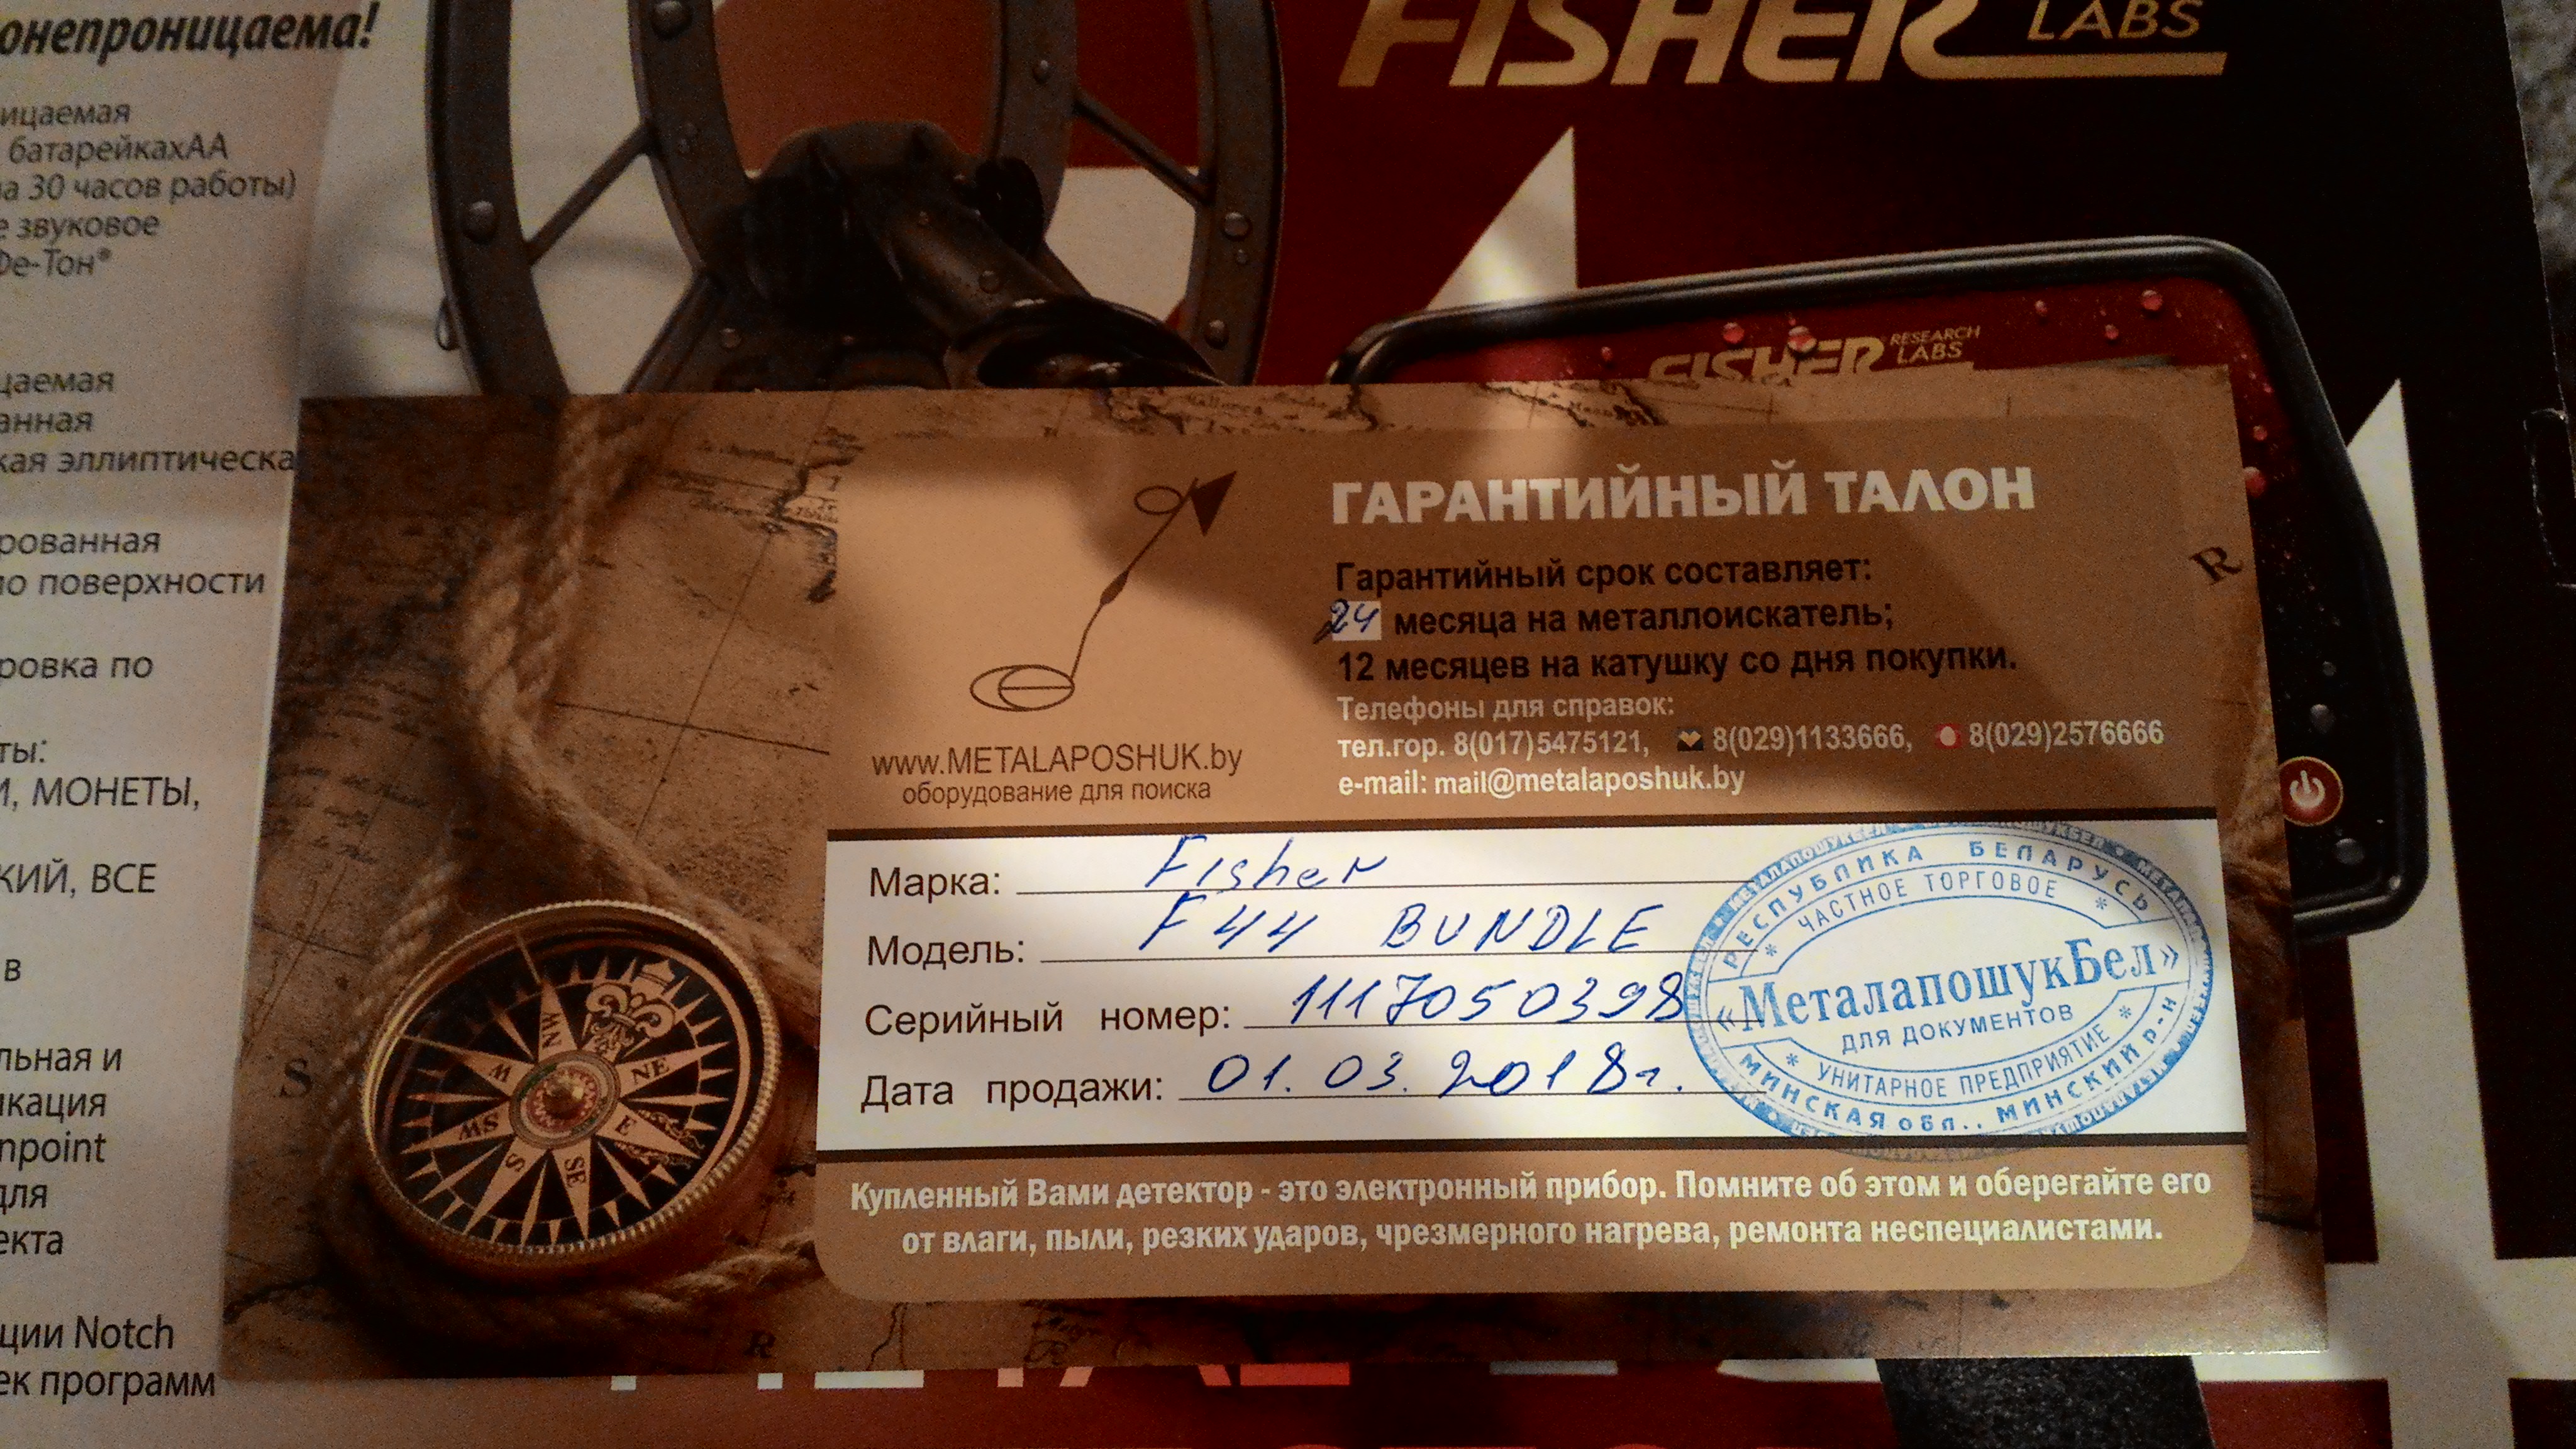 FISHER LABS
онепроницаема!
ицаемая
батарейкахАА
на 30 часов работы)
е звуковое
Фе-Тон®
цаемая
анная
кая эллиптическа
рованная
по поверхности
ровка по
ты:
И, МОНЕТЫ,
КИЙ, ВСЕ
в
льная и
икация
npoint
для
екта
ции Notch
ек программ
FISHER RESEARCH LABS
ГАРАНТИЙНЫЙ ТАЛОН
Гарантийный срок составляет:
24 месяца на металлоискатель;
12 месяцев на катушку со дня покупки.
Телефоны для справок:
тел.гор. 8(017)5475121, 8(029)1133666, 8(029)2576666
e-mail: mail@metalaposhuk.by
www.METALAPOSHUK.by
оборудование для поиска
Марка: Fisher
Модель: F44 BUNDLE
Серийный номер: 1117050398
Дата продажи: 01.03.2018г.
РЕСПУБЛИКА БЕЛАРУСЬ
* ЧАСТНОЕ ТОРГОВОЕ *
«МеталапошукБел»
ДЛЯ ДОКУМЕНТОВ
* УНИТАРНОЕ ПРЕДПРИЯТИЕ *
МИНСКАЯ обл., МИНСКИЙ р-н
Купленный Вами детектор - это электронный прибор. Помните об этом и оберегайте его
от влаги, пыли, резких ударов, чрезмерного нагрева, ремонта неспециалистами.
NE
E
SE
S
SW
W
S
R
R